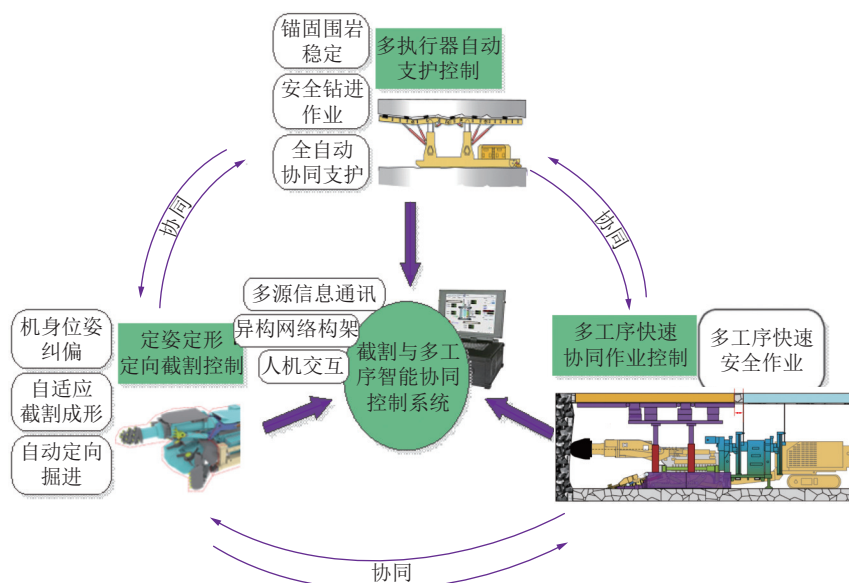 锚固围岩
稳定
多执行器自动
支护控制
安全钻进
作业
全自动
协同支护
协同
协同
多源信息通讯
异构网络构架
人机交互
机身位姿
纠偏
定姿定形
定向截割控制
自适应
截割成形
自动定向
掘进
截割与多工
序智能协同
控制系统
多工序快速
协同作业控制
多工序快速
安全作业
协同